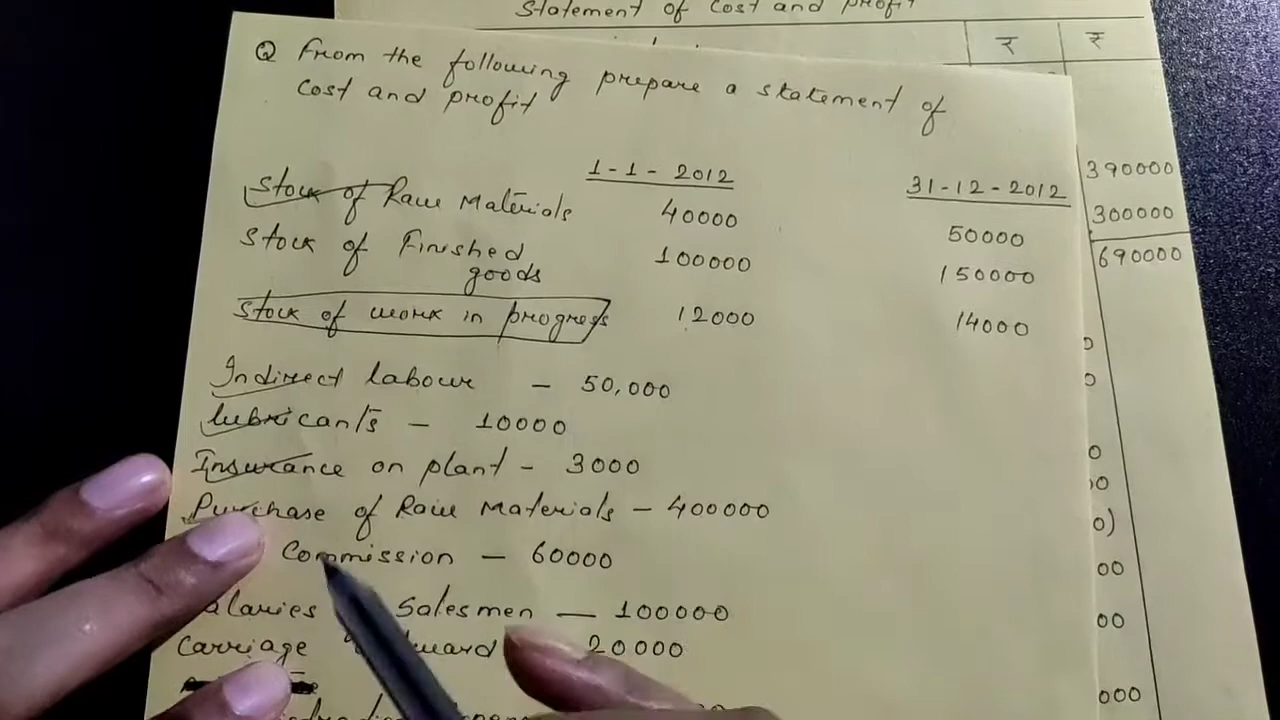 Statement of Cost and profit
₹ ₹
Q From the following prepare a statement of
cost and profit
1-1-2012 31-12-2012
Stock of Raw Materials 40000 50000
Stock of Finished goods 100000 150000
Stock of work in progress 12000 14000
Indirect labour - 50,000
lubricants - 10000
Insurance on plant - 3000
Purchase of Raw Materials - 400000
Commission - 60000
Salaries Salesmen - 100000
Carriage 20000
390000
300000
690000